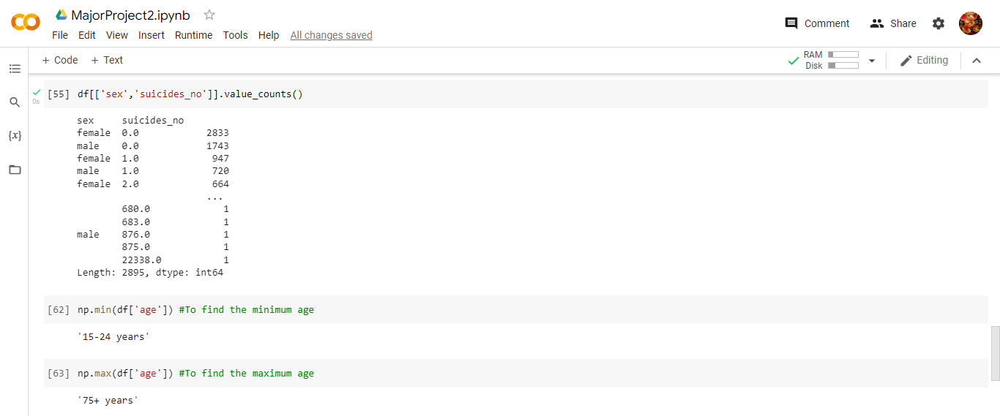 MajorProject2.ipynb
File Edit View Insert Runtime Tools Help All changes saved
Comment Share
+ Code + Text
RAM
Disk
Editing
[55] df[['sex','suicides_no']].value_counts()
0s
sex suicides_no
female 0.0 2833
male 0.0 1743
female 1.0 947
male 1.0 720
female 2.0 664
...
680.0 1
683.0 1
male 876.0 1
875.0 1
22338.0 1
Length: 2895, dtype: int64
{x}
[62] np.min(df['age']) #To find the minimum age
'15-24 years'
[63] np.max(df['age']) #To find the maximum age
'75+ years'